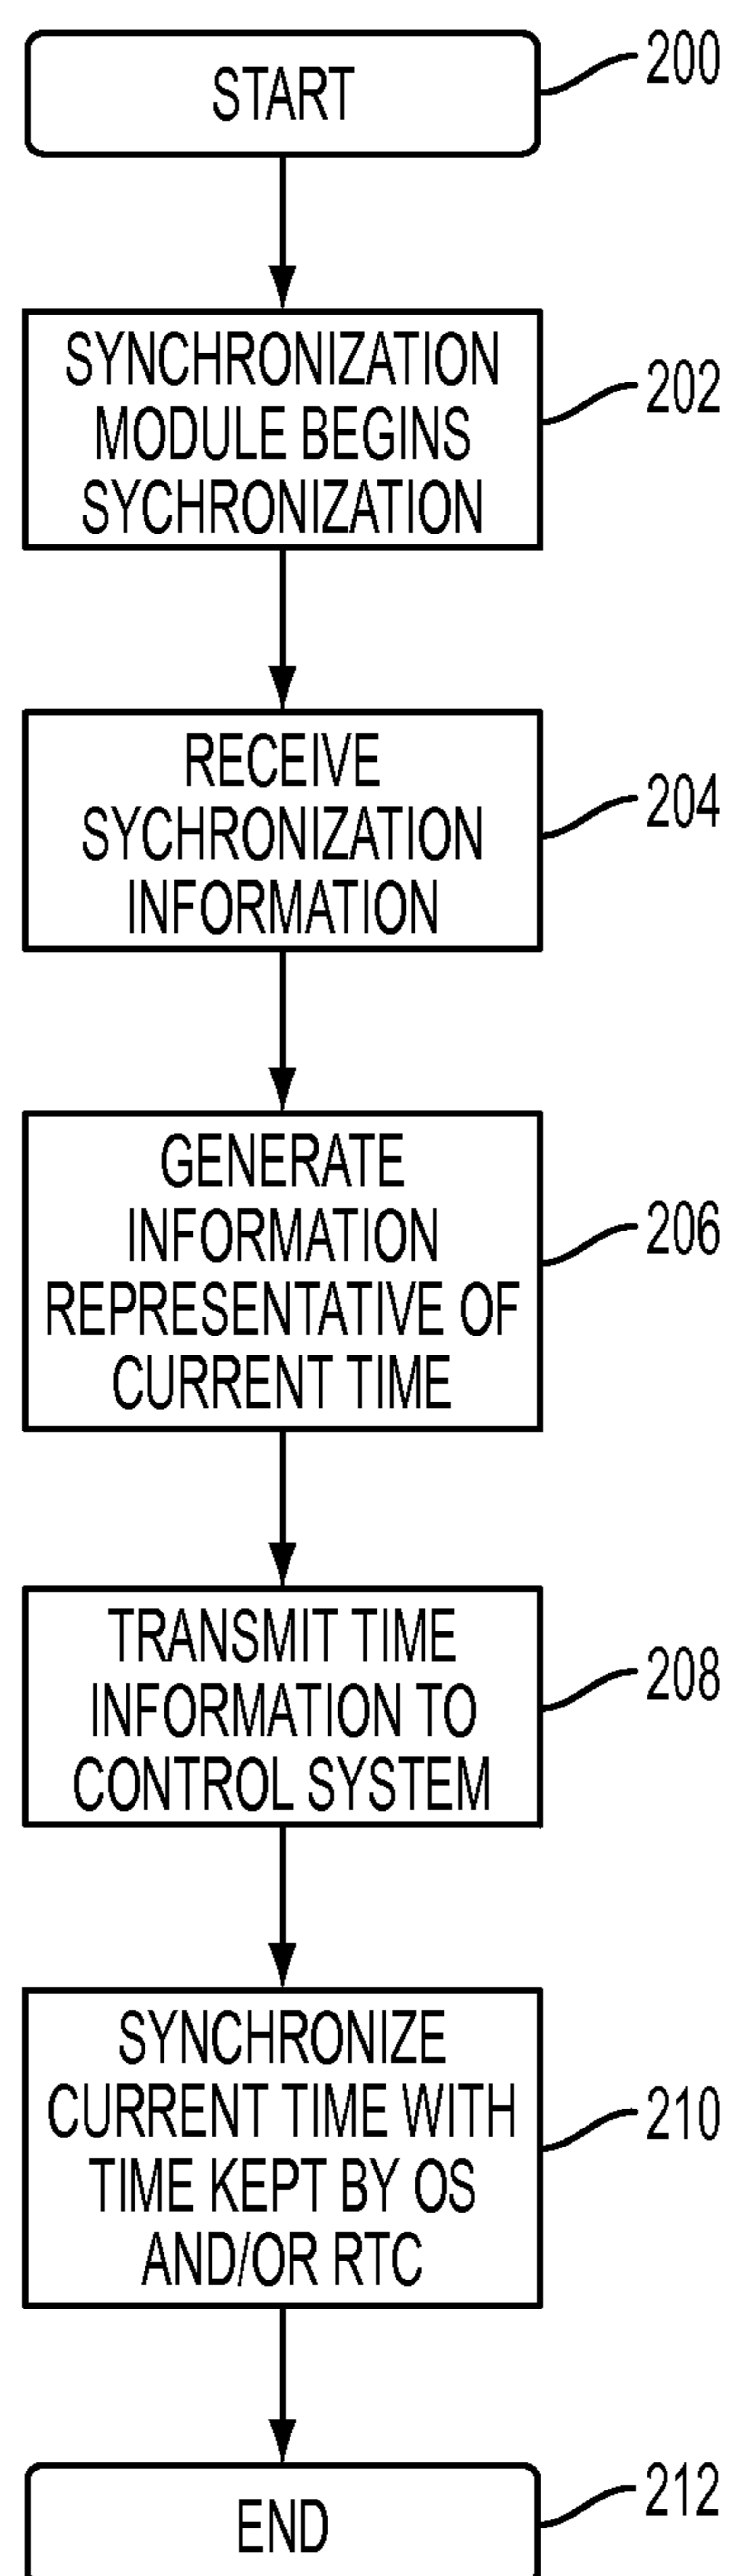 START
200
SYNCHRONIZATION
MODULE BEGINS
SYCHRONIZATION
202
RECEIVE
SYCHRONIZATION
INFORMATION
204
GENERATE
INFORMATION
REPRESENTATIVE OF
CURRENT TIME
206
TRANSMIT TIME
INFORMATION TO
CONTROL SYSTEM
208
SYNCHRONIZE
CURRENT TIME WITH
TIME KEPT BY OS
AND/OR RTC
210
END
212